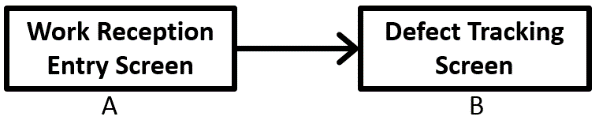 Work Reception
Entry Screen
A
Defect Tracking
Screen
B